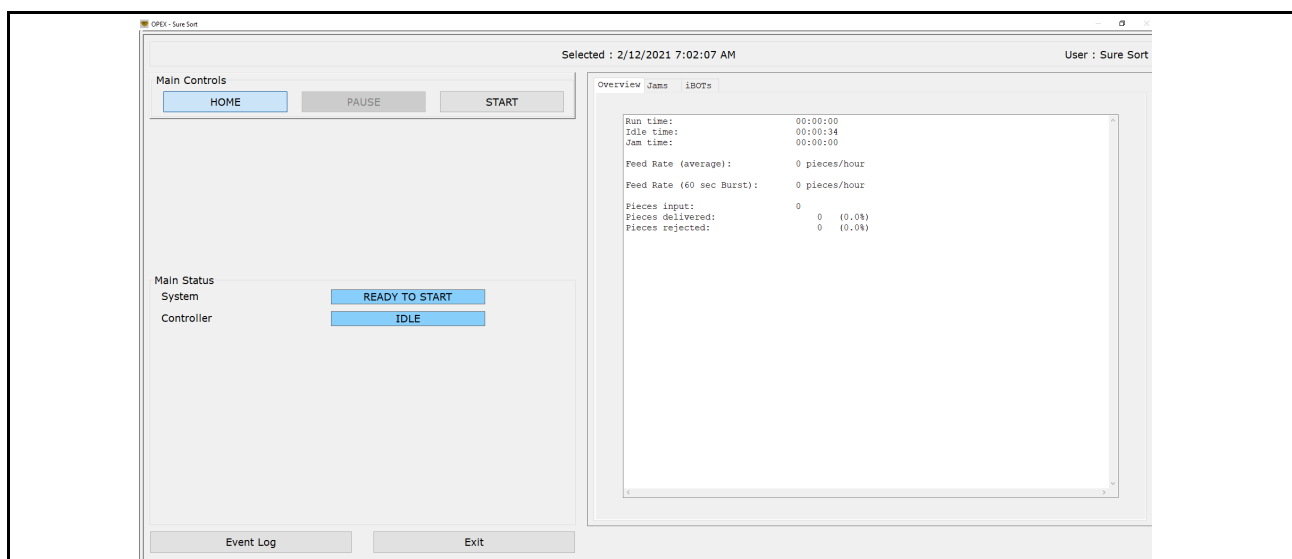 OPEX - Sure Sort
Selected : 2/12/2021 7:02:07 AM
User : Sure Sort
Main Controls
HOME
PAUSE
START
Main Status
System READY TO START
Controller IDLE
Event Log
Exit
Overview Jams iBOTs
Run time: 00:00:00
Idle time: 00:00:34
Jam time: 00:00:00
Feed Rate (average): 0 pieces/hour
Feed Rate (60 sec Burst): 0 pieces/hour
Pieces input: 0
Pieces delivered: 0 (0.0%)
Pieces rejected: 0 (0.0%)